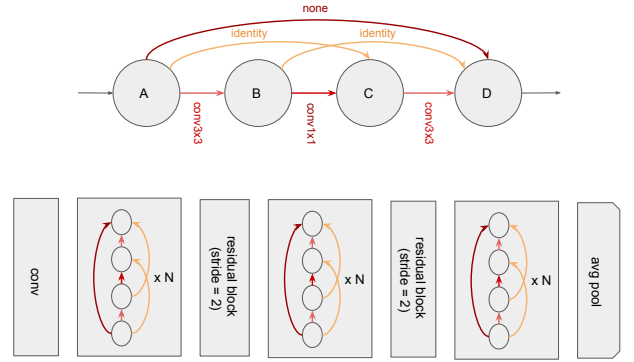 none
identity
identity
A
B
C
D
conv3x3
conv1x1
conv3x3
conv
x N
residual block
(stride = 2)
x N
residual block
(stride = 2)
x N
avg pool